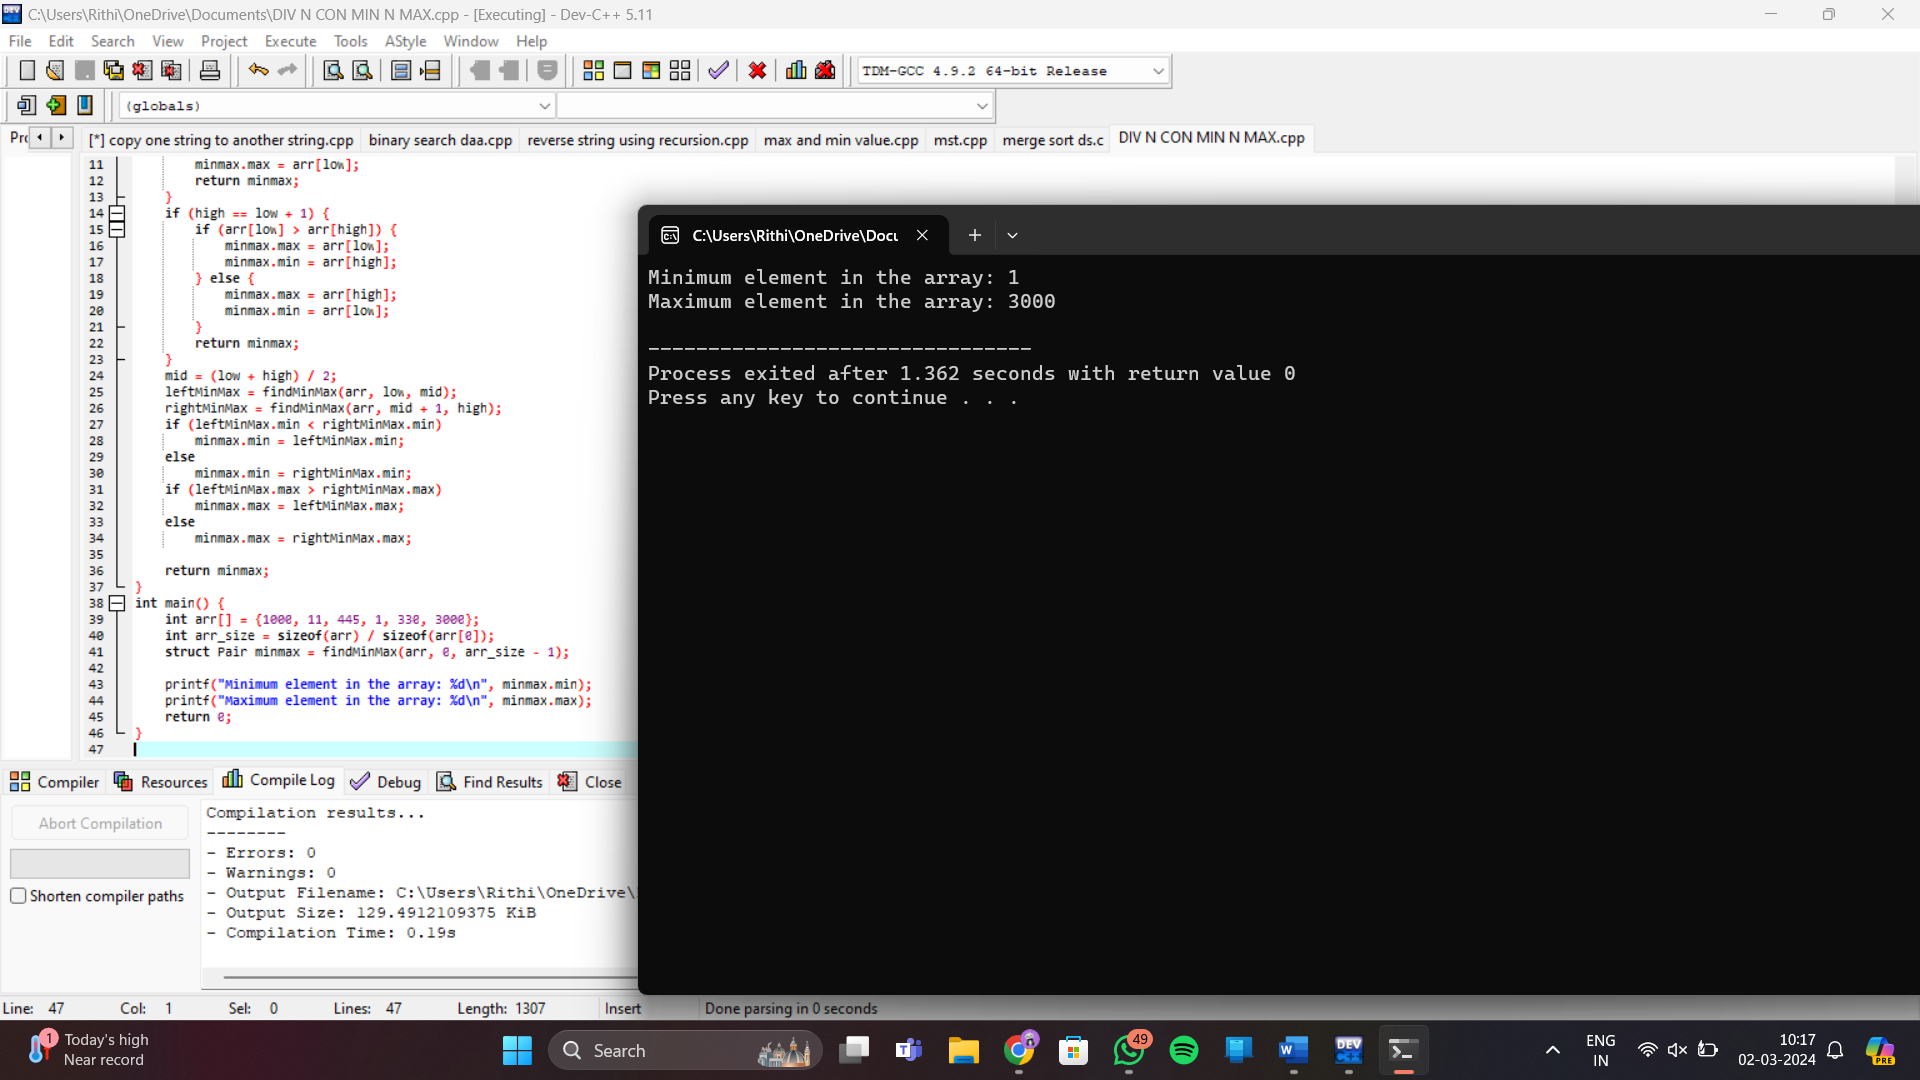 C:\Users\Rithi\OneDrive\Documents\DIV N CON MIN N MAX.cpp - [Executing] - Dev-C++ 5.11
File Edit Search View Project Execute Tools AStyle Window Help
TDM-GCC 4.9.2 64-bit Release
(globals)
[*] copy one string to another string.cpp binary search daa.cpp reverse string using recursion.cpp max and min value.cpp mst.cpp merge sort ds.c DIV N CON MIN N MAX.cpp
11 minmax.max = arr[low];
12 return minmax;
13 }
14 if (high == low + 1) {
15 if (arr[low] > arr[high]) {
16 minmax.max = arr[low];
17 minmax.min = arr[high];
18 } else {
19 minmax.max = arr[high];
20 minmax.min = arr[low];
21 }
22 return minmax;
23 }
24 mid = (low + high) / 2;
25 leftMinMax = findMinMax(arr, low, mid);
26 rightMinMax = findMinMax(arr, mid + 1, high);
27 if (leftMinMax.min < rightMinMax.min)
28 minmax.min = leftMinMax.min;
29 else
30 minmax.min = rightMinMax.min;
31 if (leftMinMax.max > rightMinMax.max)
32 minmax.max = leftMinMax.max;
33 else
34 minmax.max = rightMinMax.max;
35
36 return minmax;
37 }
38 int main() {
39 int arr[] = {1000, 11, 445, 1, 330, 3000};
40 int arr_size = sizeof(arr) / sizeof(arr[0]);
41 struct Pair minmax = findMinMax(arr, 0, arr_size - 1);
42
43 printf("Minimum element in the array: %d\n", minmax.min);
44 printf("Maximum element in the array: %d\n", minmax.max);
45 return 0;
46 }
47
C:\Users\Rithi\OneDrive\Docu
Minimum element in the array: 1
Maximum element in the array: 3000
--------------------------------
Process exited after 1.362 seconds with return value 0
Press any key to continue . . .
Compiler Resources Compile Log Debug Find Results Close
Abort Compilation
Shorten compiler paths
Compilation results...
--------
- Errors: 0
- Warnings: 0
- Output Filename: C:\Users\Rithi\OneDrive\
- Output Size: 129.4912109375 KiB
- Compilation Time: 0.19s
Line: 47 Col: 1 Sel: 0 Lines: 47 Length: 1307 Insert Done parsing in 0 seconds
1
Today's high
Near record
Search
49
DEV
ENG
IN
10:17
02-03-2024
PRE